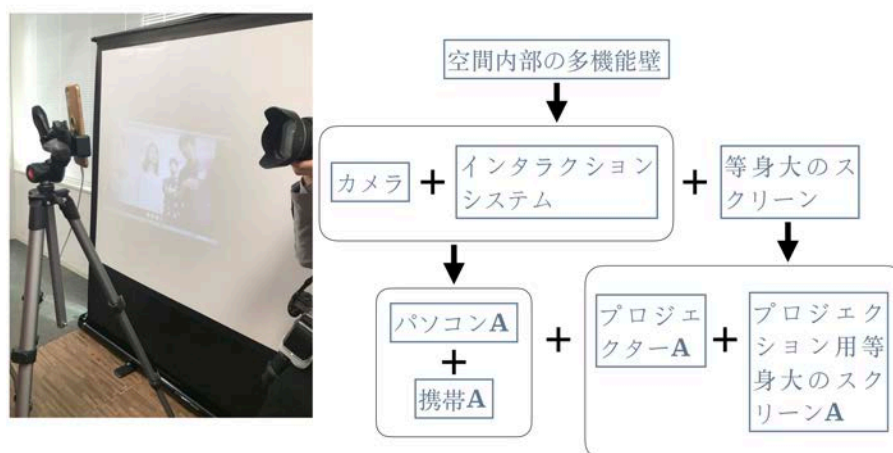 空間内部の多機能壁
カメラ
+
インタラクション
システム
+
等身大のス
クリーン
パソコンA
+
携帯A
+
プロジェ
クターA
+
プロジェク
ション用等
身大のスク
リーンA